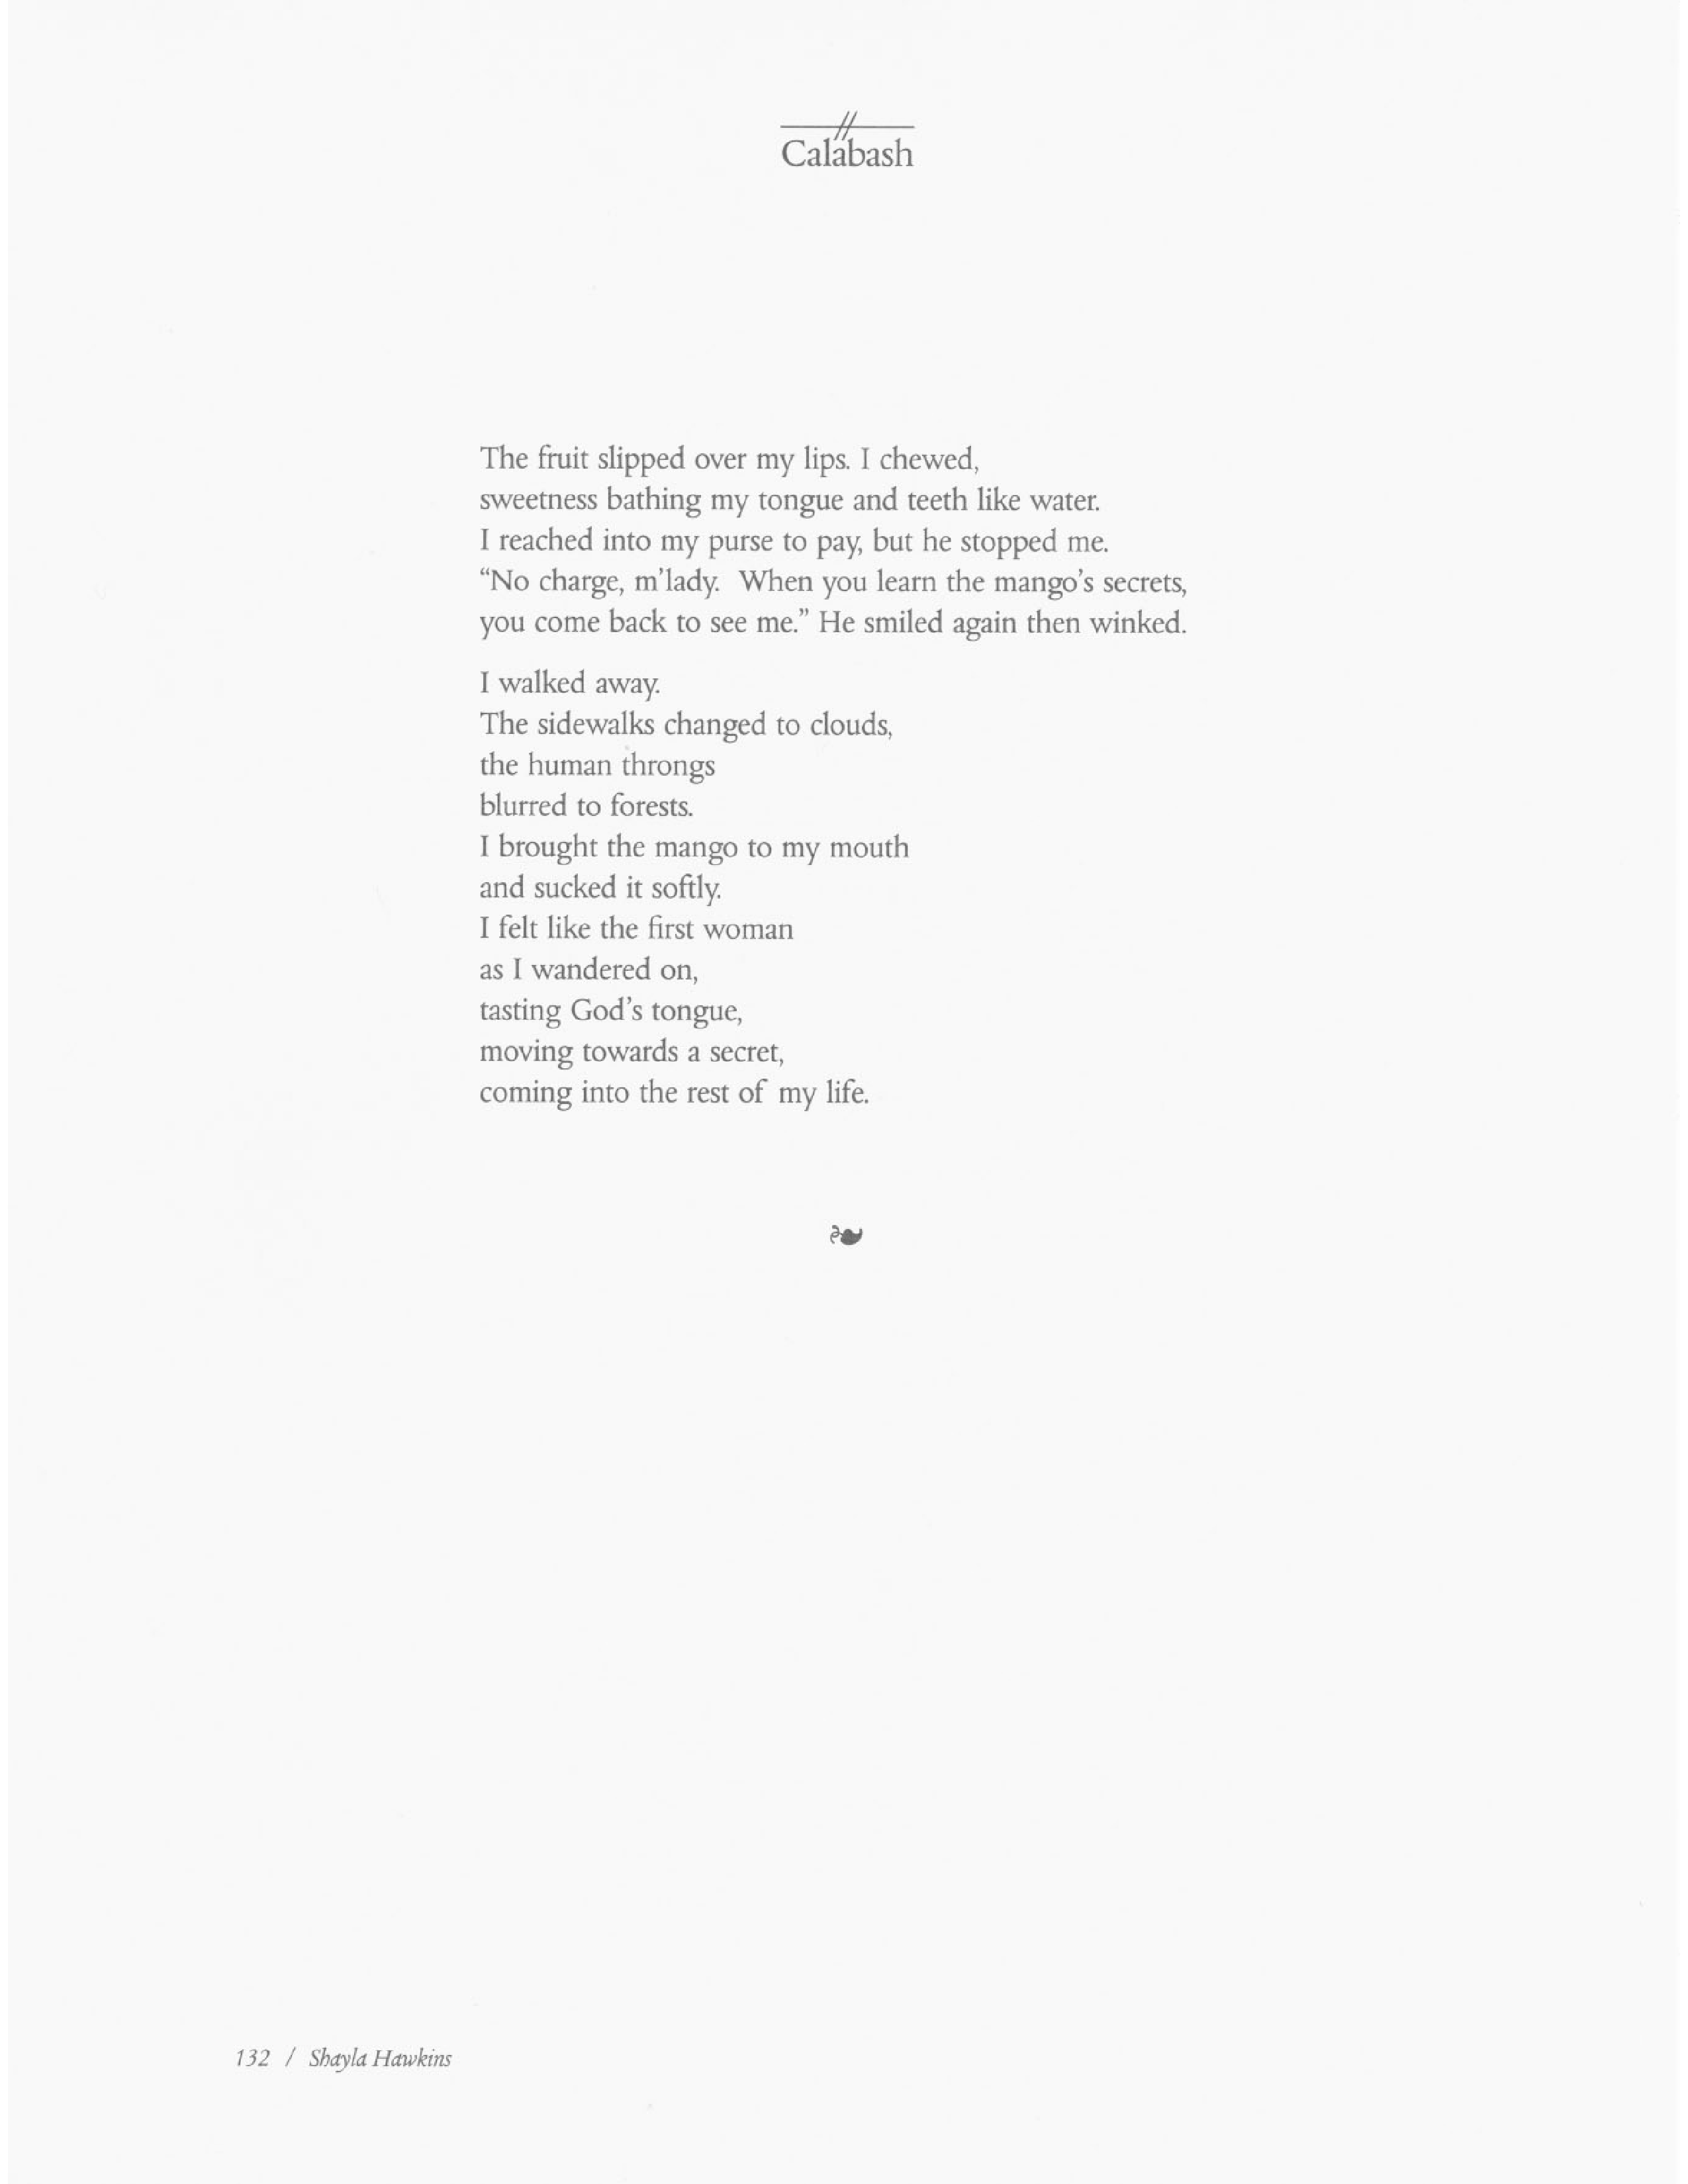 Calabash
The fruit slipped over my lips. I chewed,
sweetness bathing my tongue and teeth like water.
I reached into my purse to pay, but he stopped me.
“No charge, m’lady. When you learn the mango’s secrets,
you come back to see me.” He smiled again then winked.
I walked away.
The sidewalks changed to clouds,
the human throngs
blurred to forests.
I brought the mango to my mouth
and sucked it softly.
I felt like the first woman
as I wandered on,
tasting God’s tongue,
moving towards a secret,
coming into the rest of my life.
132 / Shayla Hawkins